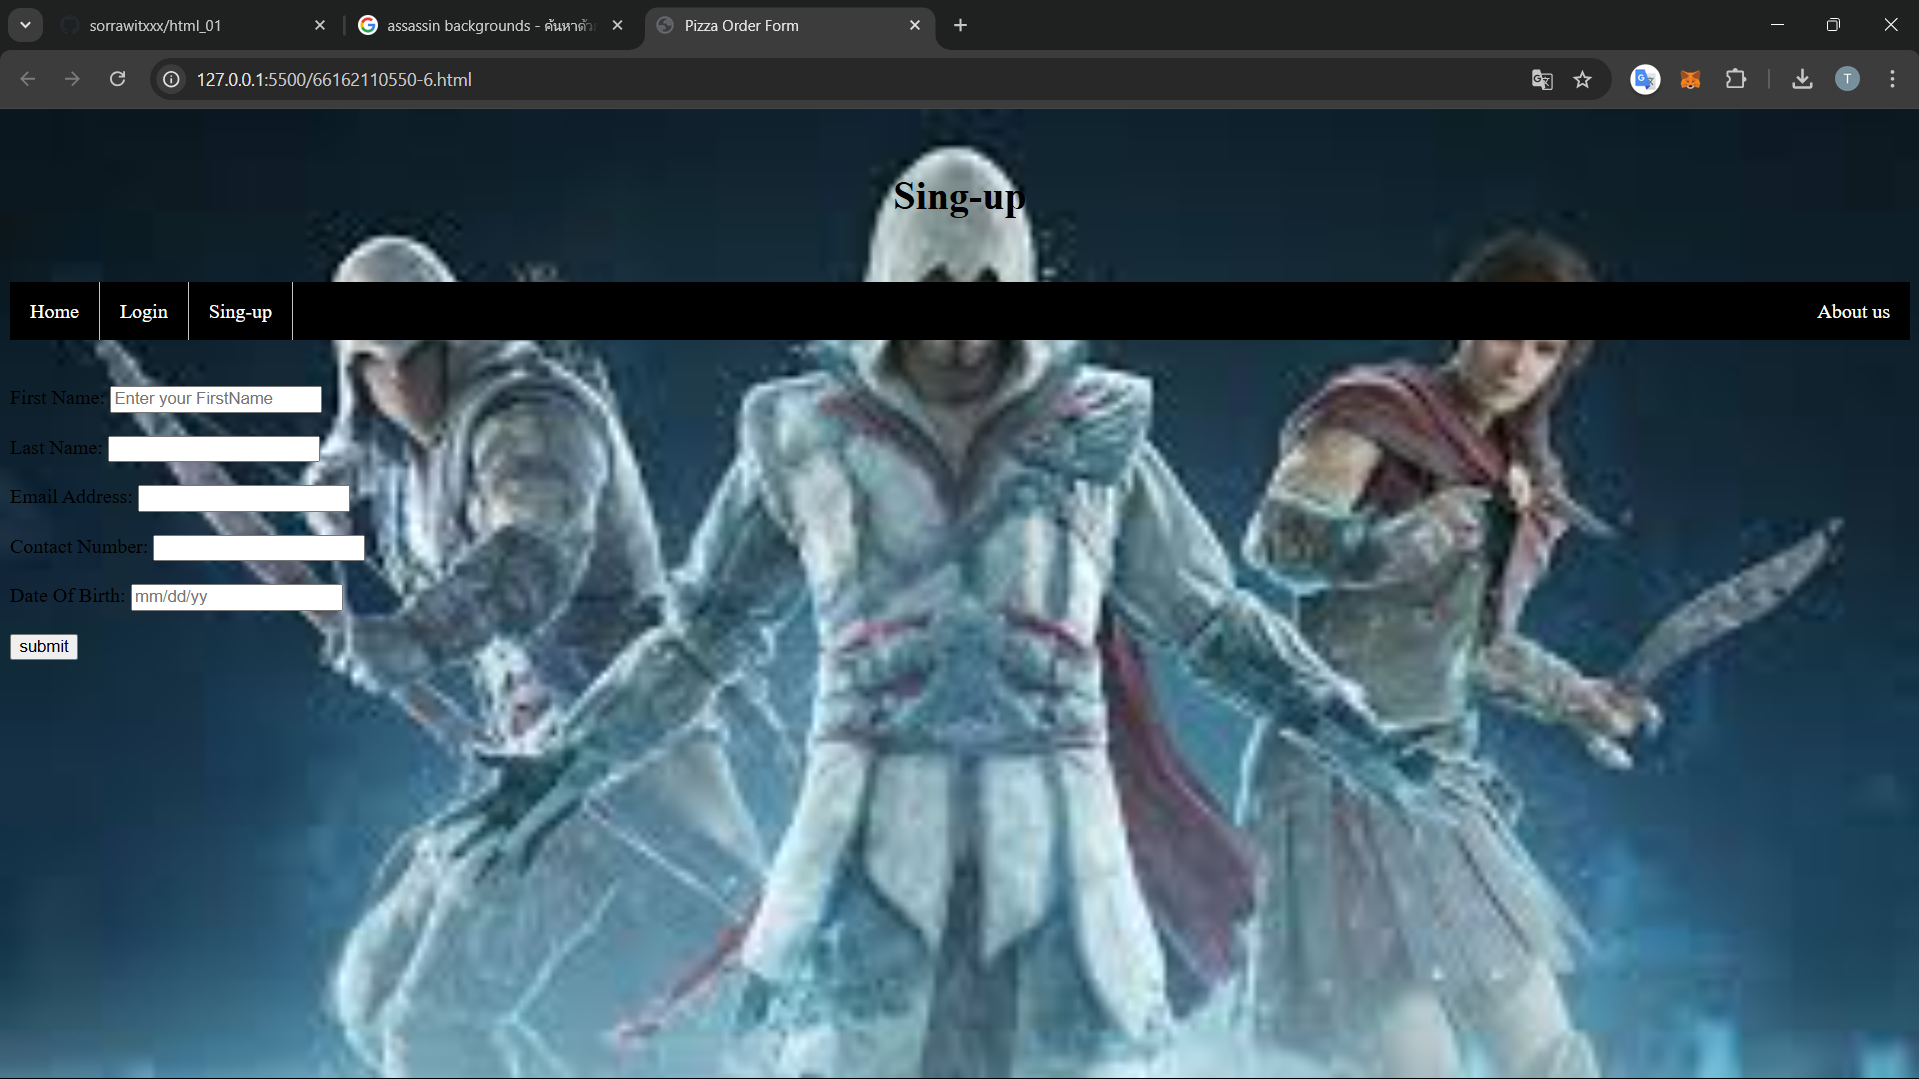 sorrawitxxx/html_01
assassin backgrounds - ค้นหาด้วย
Pizza Order Form
127.0.0.1:5500/66162110550-6.html
T
Sing-up
Home Login Sing-up About us
First Name: Enter your FirstName
Last Name:
Email Address:
Contact Number:
Date Of Birth: mm/dd/yy
submit